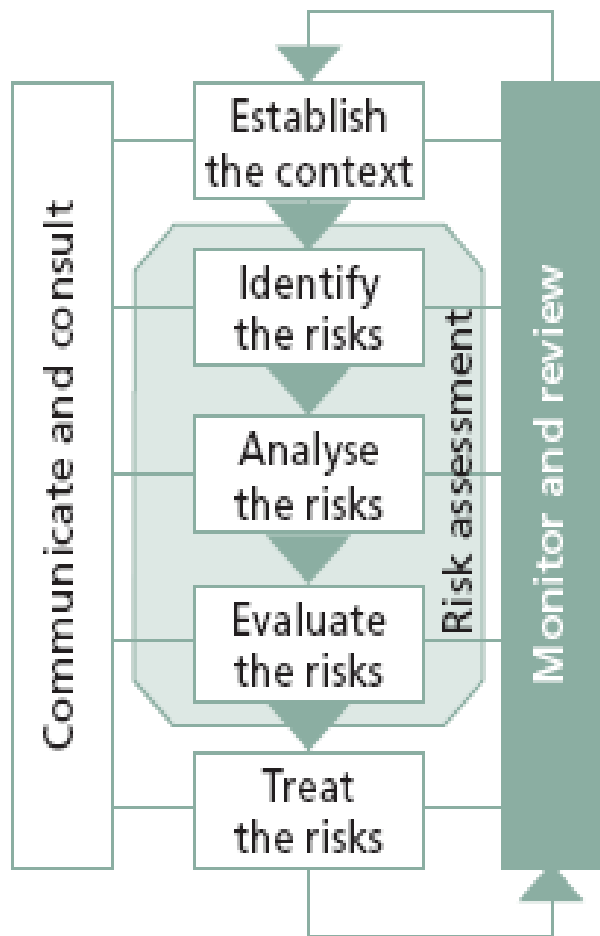 Communicate and consult
Establish
the context
Identify
the risks
Analyse
the risks
Evaluate
the risks
Risk assessment
Treat
the risks
Monitor and review